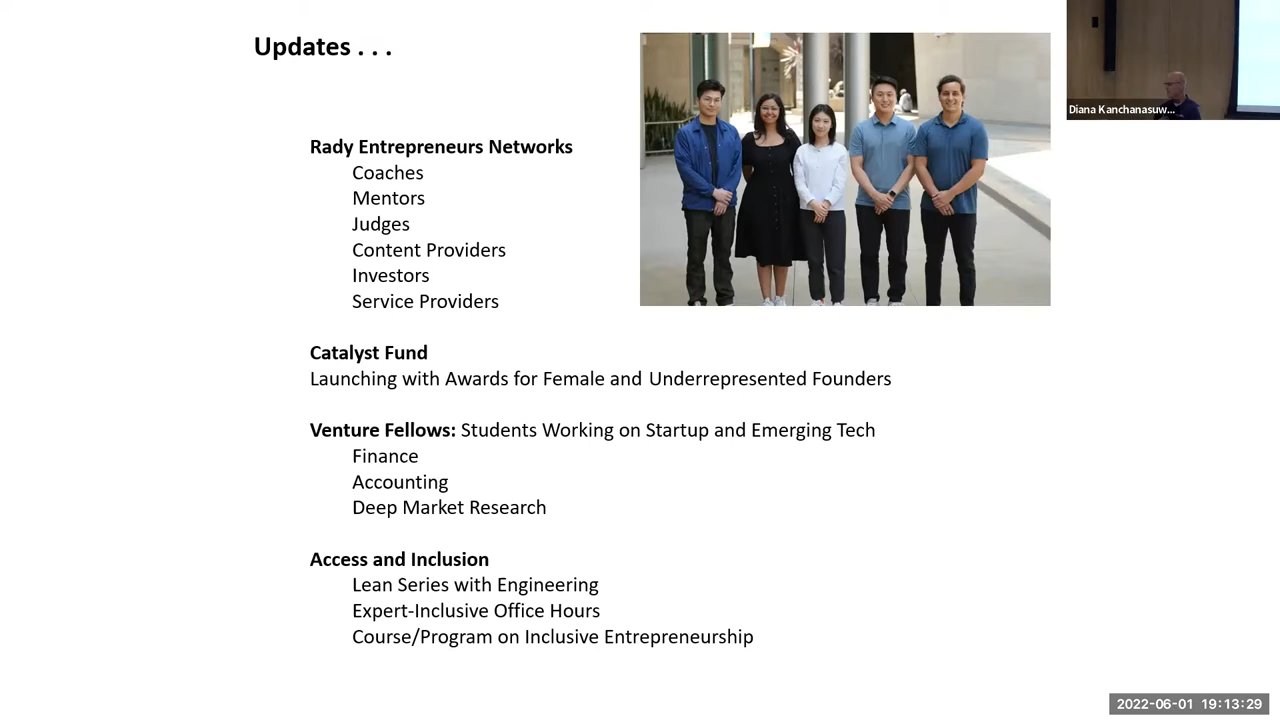 Updates . . .
Diana Kanchanasuw...
Rady Entrepreneurs Networks
Coaches
Mentors
Judges
Content Providers
Investors
Service Providers
Catalyst Fund
Launching with Awards for Female and Underrepresented Founders
Venture Fellows: Students Working on Startup and Emerging Tech
Finance
Accounting
Deep Market Research
Access and Inclusion
Lean Series with Engineering
Expert-Inclusive Office Hours
Course/Program on Inclusive Entrepreneurship
2022-06-01 19:13:29